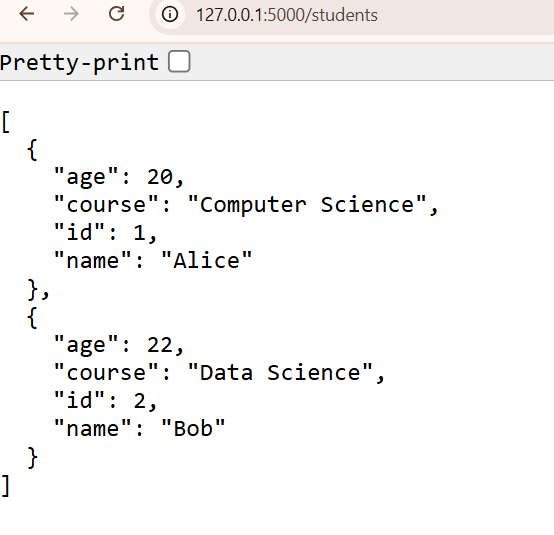 127.0.0.1:5000/students
Pretty-print
[
  {
    "age": 20,
    "course": "Computer Science",
    "id": 1,
    "name": "Alice"
  },
  {
    "age": 22,
    "course": "Data Science",
    "id": 2,
    "name": "Bob"
  }
]